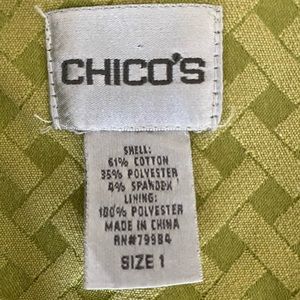 CHICO'S
SHELL:
61% COTTON
35% POLYESTER
4% SPANDEX
LINING:
100% POLYESTER
MADE IN CHINA
RN#79984
SIZE 1